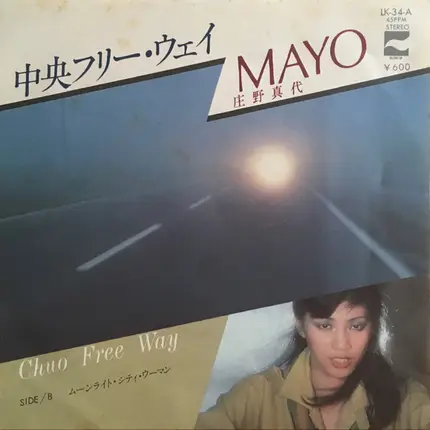 LK-34-A
45RPM
STEREO
¥600
中央フリー・ウェイ
MAYO
庄野真代
Chuo Free Way
SIDE/B ムーンライト・シティ・ウーマン